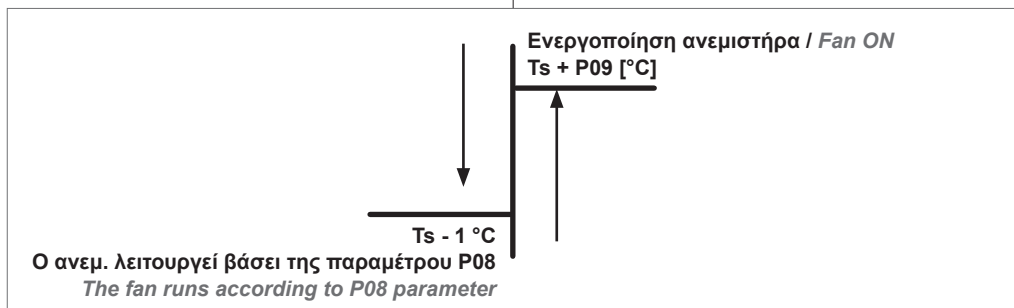 Ενεργοποίηση ανεμιστήρα / Fan ON
Ts + P09 [°C]
Ts - 1 °C
Ο ανεμ. λειτουργεί βάσει της παραμέτρου P08
The fan runs according to P08 parameter